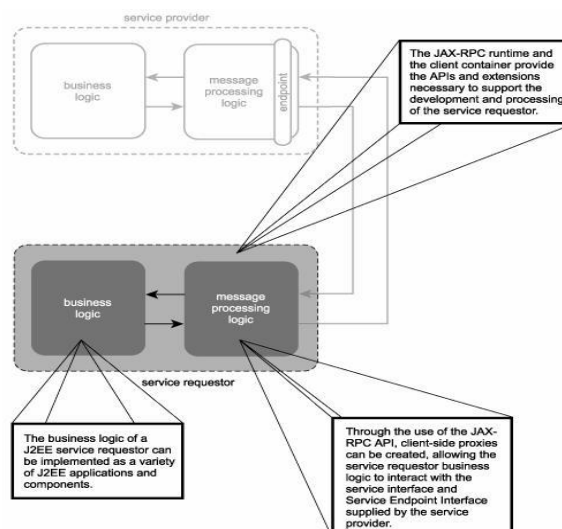 service provider
business
logic
message
processing
logic
endpoint
The JAX-RPC runtime and
the client container provide
the APIs and extensions
necessary to support the
development and processing
of the service requestor.
business
logic
message
processing
logic
service requestor
The business logic of a
J2EE service requestor can
be implemented as a variety
of J2EE applications and
components.
Through the use of the JAX-
RPC API, client-side proxies
can be created, allowing the
service requestor business
logic to interact with the
service interface and
Service Endpoint Interface
supplied by the service
provider.